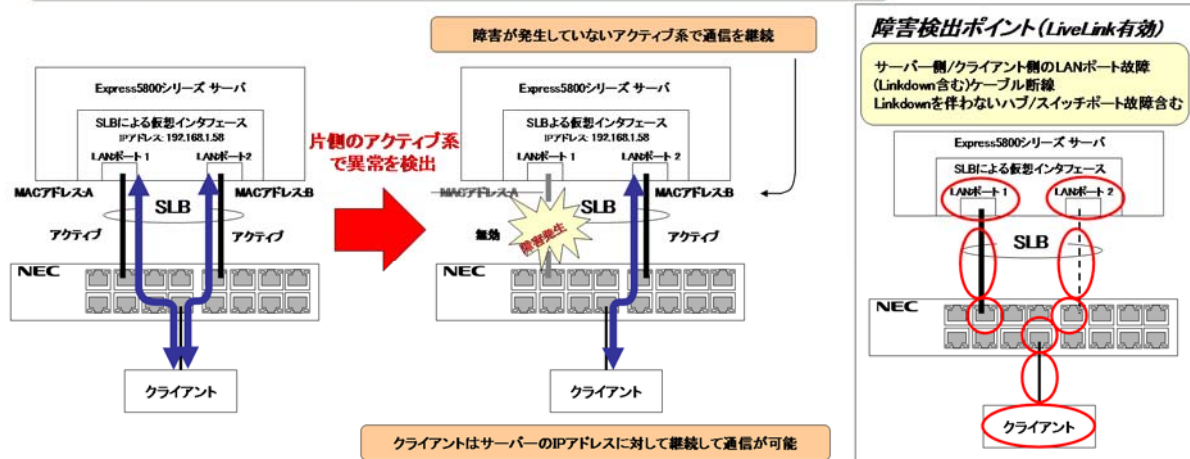 Express5800シリーズ サーバ
SLBによる仮想インタフェース
IPアドレス: 192.168.1.58
LANポート 1
LANポート2
MACアドレス:A
MACアドレス:B
SLB
アクティブ
アクティブ
NEC
クライアント
片側のアクティブ系
で異常を検出
障害が発生していないアクティブ系で通信を継続
Express5800シリーズ サーバ
SLBよる仮想インタフェース
IPアドレス: 192.168.1.58
LANポート 1
LANポート 2
MACアドレス:A
MACアドレス:B
SLB
障害発生
無効
アクティブ
NEC
クライアント
クライアントはサーバーのIPアドレスに対して継続して通信が可能
障害検出ポイント(LiveLink有効)
サーバー側/クライアント側のLANポート故障
(Linkdown含む)ケーブル断線
Linkdownを伴わないハブ/スイッチポート故障含む
Express5800シリーズ サーバ
SLBによる仮想インタフェース
LANポート 1
LANポート 2
SLB
NEC
クライアント